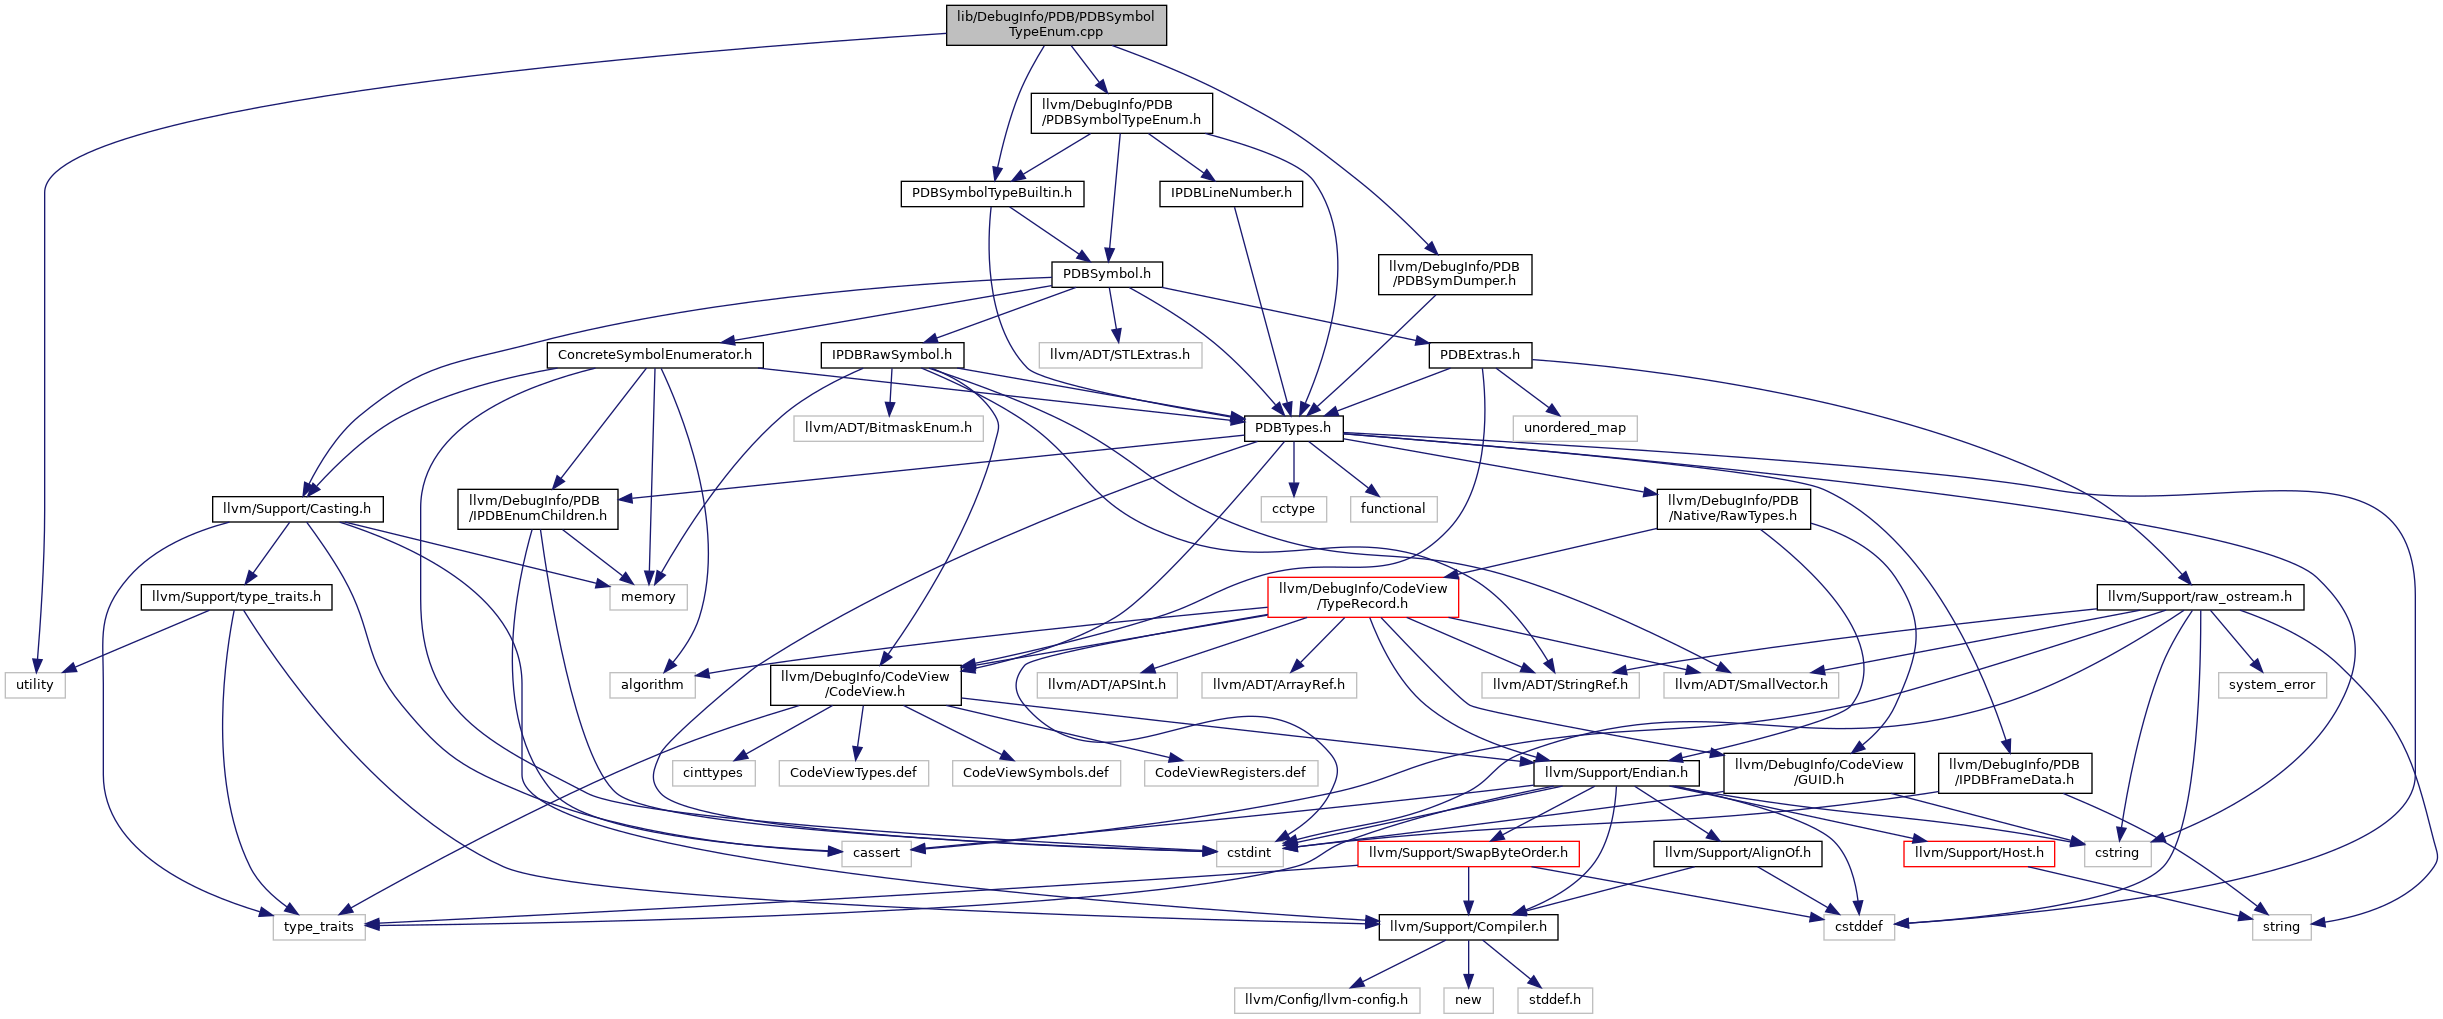 lib/DebugInfo/PDB/PDBSymbol
TypeEnum.cpp
llvm/DebugInfo/PDB
/PDBSymbolTypeEnum.h
PDBSymbolTypeBuiltin.h
IPDBLineNumber.h
PDBSymbol.h
llvm/DebugInfo/PDB
/PDBSymDumper.h
ConcreteSymbolEnumerator.h
IPDBRawSymbol.h
llvm/ADT/STLExtras.h
PDBExtras.h
llvm/ADT/BitmaskEnum.h
PDBTypes.h
unordered_map
llvm/Support/Casting.h
llvm/DebugInfo/PDB
/IPDBEnumChildren.h
cctype
functional
llvm/DebugInfo/PDB
/Native/RawTypes.h
llvm/Support/type_traits.h
memory
llvm/DebugInfo/CodeView
/TypeRecord.h
llvm/Support/raw_ostream.h
utility
algorithm
llvm/DebugInfo/CodeView
/CodeView.h
llvm/ADT/APSInt.h
llvm/ADT/ArrayRef.h
llvm/ADT/StringRef.h
llvm/ADT/SmallVector.h
system_error
cinttypes
CodeViewTypes.def
CodeViewSymbols.def
CodeViewRegisters.def
llvm/Support/Endian.h
llvm/DebugInfo/CodeView
/GUID.h
llvm/DebugInfo/PDB
/IPDBFrameData.h
cassert
cstdint
llvm/Support/SwapByteOrder.h
llvm/Support/AlignOf.h
llvm/Support/Host.h
cstring
type_traits
llvm/Support/Compiler.h
cstddef
string
llvm/Config/llvm-config.h
new
stddef.h